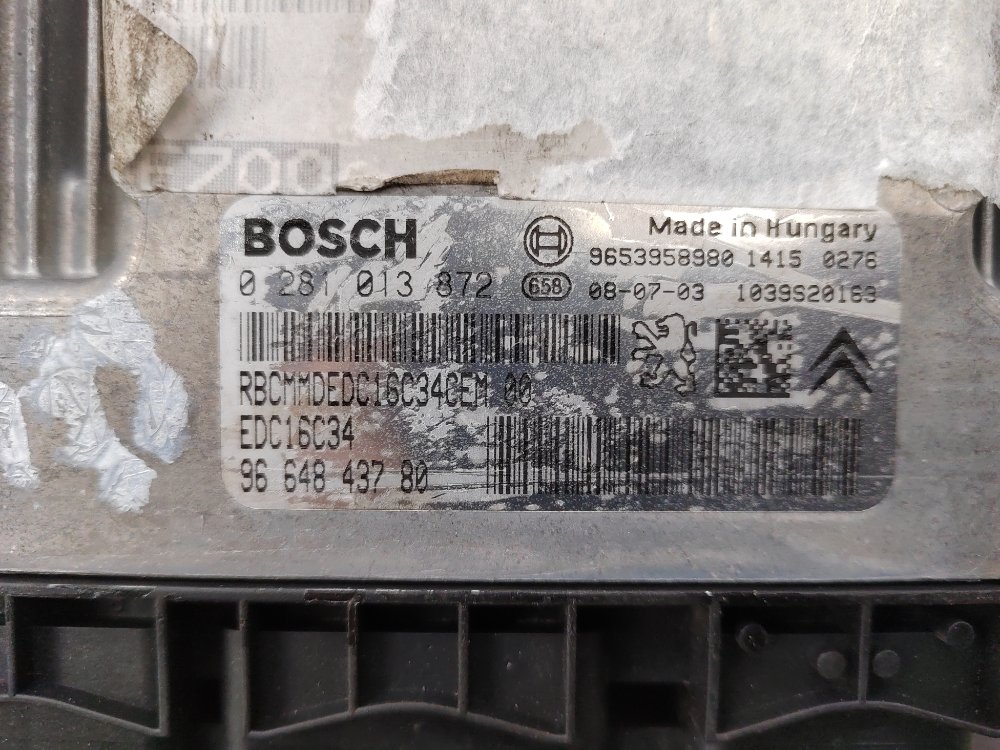 F700
BOSCH
Made in Hungary
9653958980 1415 0276
0 281 013 872
658
08-07-03
1039S20163
RBCMMDEDC16C34CEM 00
EDC16C34
96 648 437 80